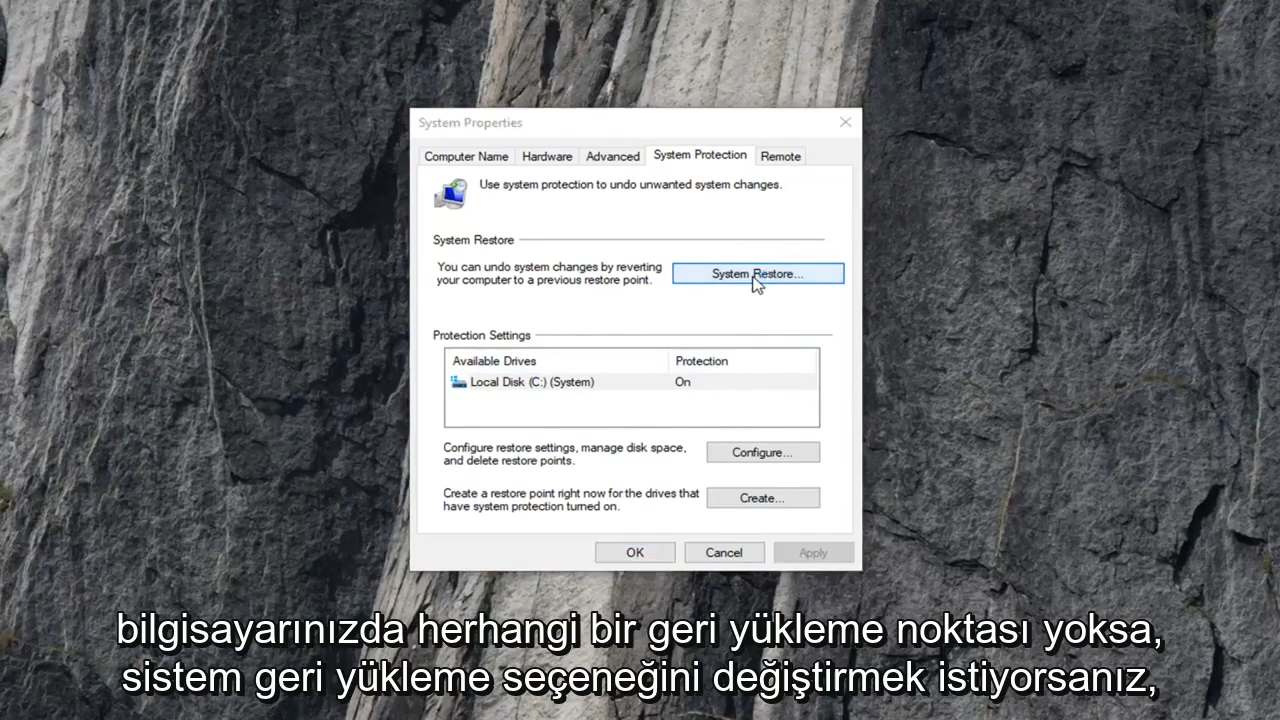 System Properties
Computer Name Hardware Advanced System Protection Remote
Use system protection to undo unwanted system changes.
System Restore
You can undo system changes by reverting
your computer to a previous restore point.
System Restore...
Protection Settings
Available Drives Protection
Local Disk (C:) (System) On
Configure restore settings, manage disk space,
and delete restore points.
Configure...
Create a restore point right now for the drives that
have system protection turned on.
Create...
OK Cancel Apply
bilgisayarınızda herhangi bir geri yükleme noktası yoksa,
sistem geri yükleme seçeneğini değiştirmek istiyorsanız,